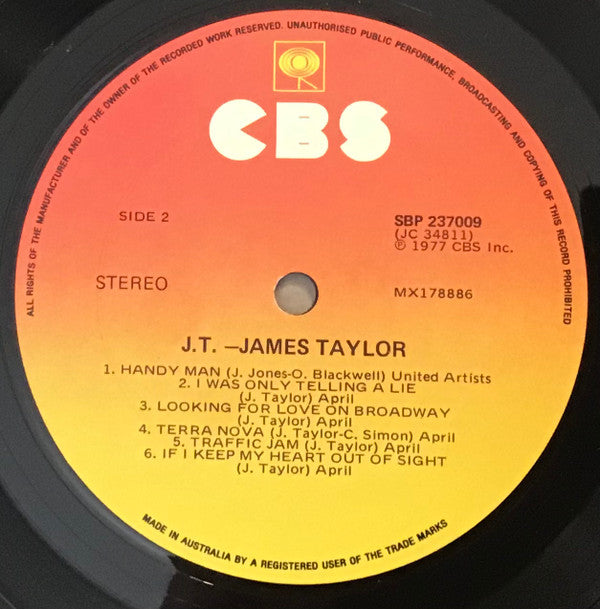 ALL RIGHTS OF THE MANUFACTURER AND OF THE OWNER OF THE RECORDED WORK RESERVED. UNAUTHORISED PUBLIC PERFORMANCE, BROADCASTING AND COPYING OF THIS RECORD PROHIBITED
CBS
SIDE 2
SBP 237009
(JC 34811)
℗ 1977 CBS Inc.
STEREO
MX178886
J.T. —JAMES TAYLOR
1. HANDY MAN (J. Jones-O. Blackwell) United Artists
2. I WAS ONLY TELLING A LIE
(J. Taylor) April
3. LOOKING FOR LOVE ON BROADWAY
(J. Taylor) April
4. TERRA NOVA (J. Taylor-C. Simon) April
5. TRAFFIC JAM (J. Taylor) April
6. IF I KEEP MY HEART OUT OF SIGHT
(J. Taylor) April
MADE IN AUSTRALIA BY A REGISTERED USER OF THE TRADE MARKS